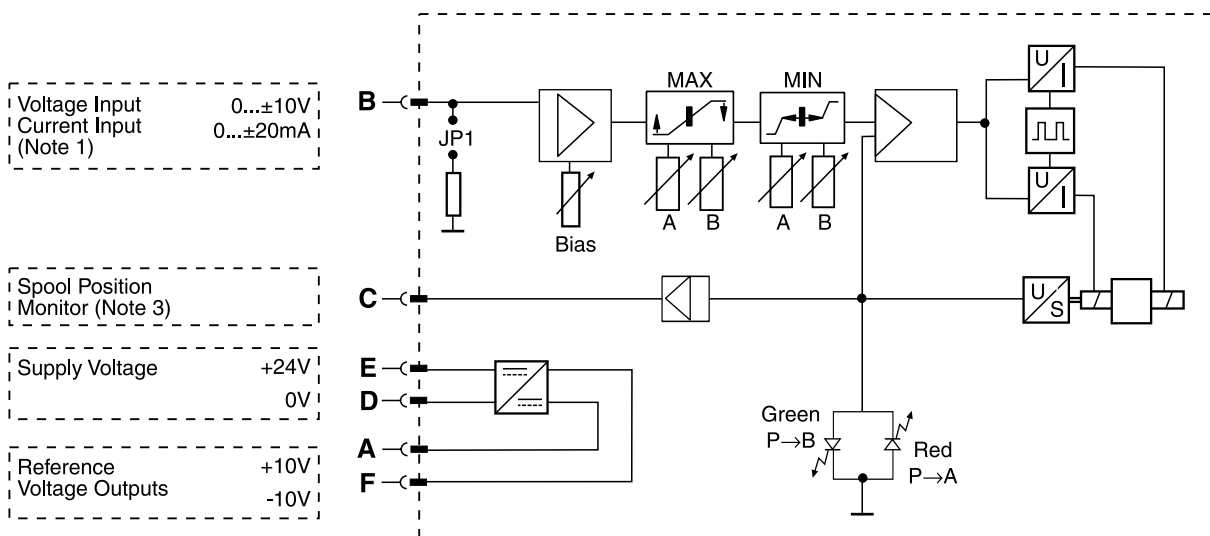 Voltage Input 0...±10V
Current Input 0...±20mA
(Note 1)
B
JP1
Bias
MAX
A B
MIN
A B
U
I
U
I
Spool Position
Monitor (Note 3)
C
U
S
Supply Voltage +24V
0V
E
D
Reference +10V
Voltage Outputs
-10V
A
F
Green
P→B
Red
P→A